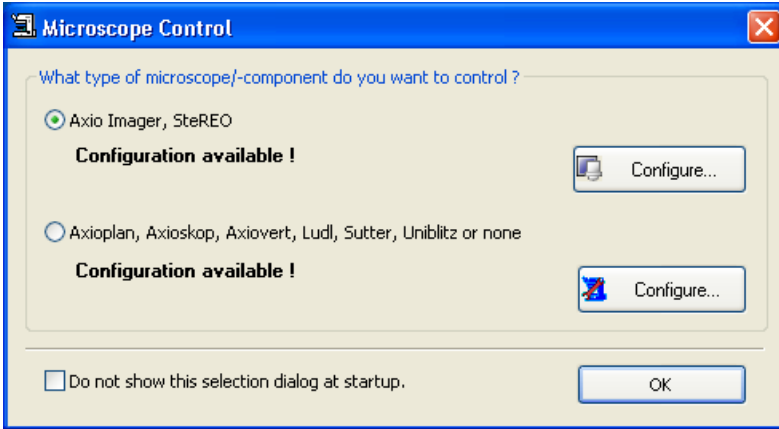 Microscope Control
What type of microscope/-component do you want to control ?
Axio Imager, SteREO
Configuration available !
Configure...
Axioplan, Axioskop, Axiovert, Ludl, Sutter, Uniblitz or none
Configuration available !
Configure...
Do not show this selection dialog at startup.
OK